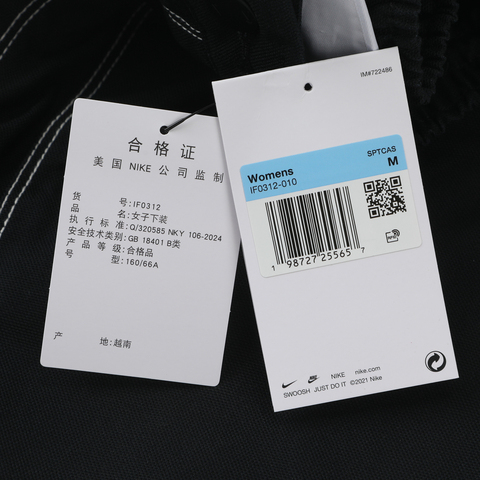 合格证
美国 NIKE 公司监制
货号:IF0312
品名:女子下装
执行标准:Q/320585 NKY 106-2024
安全技术类别:GB 18401 B类
产品等级:合格品
号型:160/66A
产地:越南
IM#722486
SPTCAS
Womens M
IF0312-010
1 98727 25565 7
NIKE nike.com
SWOOSH JUST DO IT ©2021 Nike